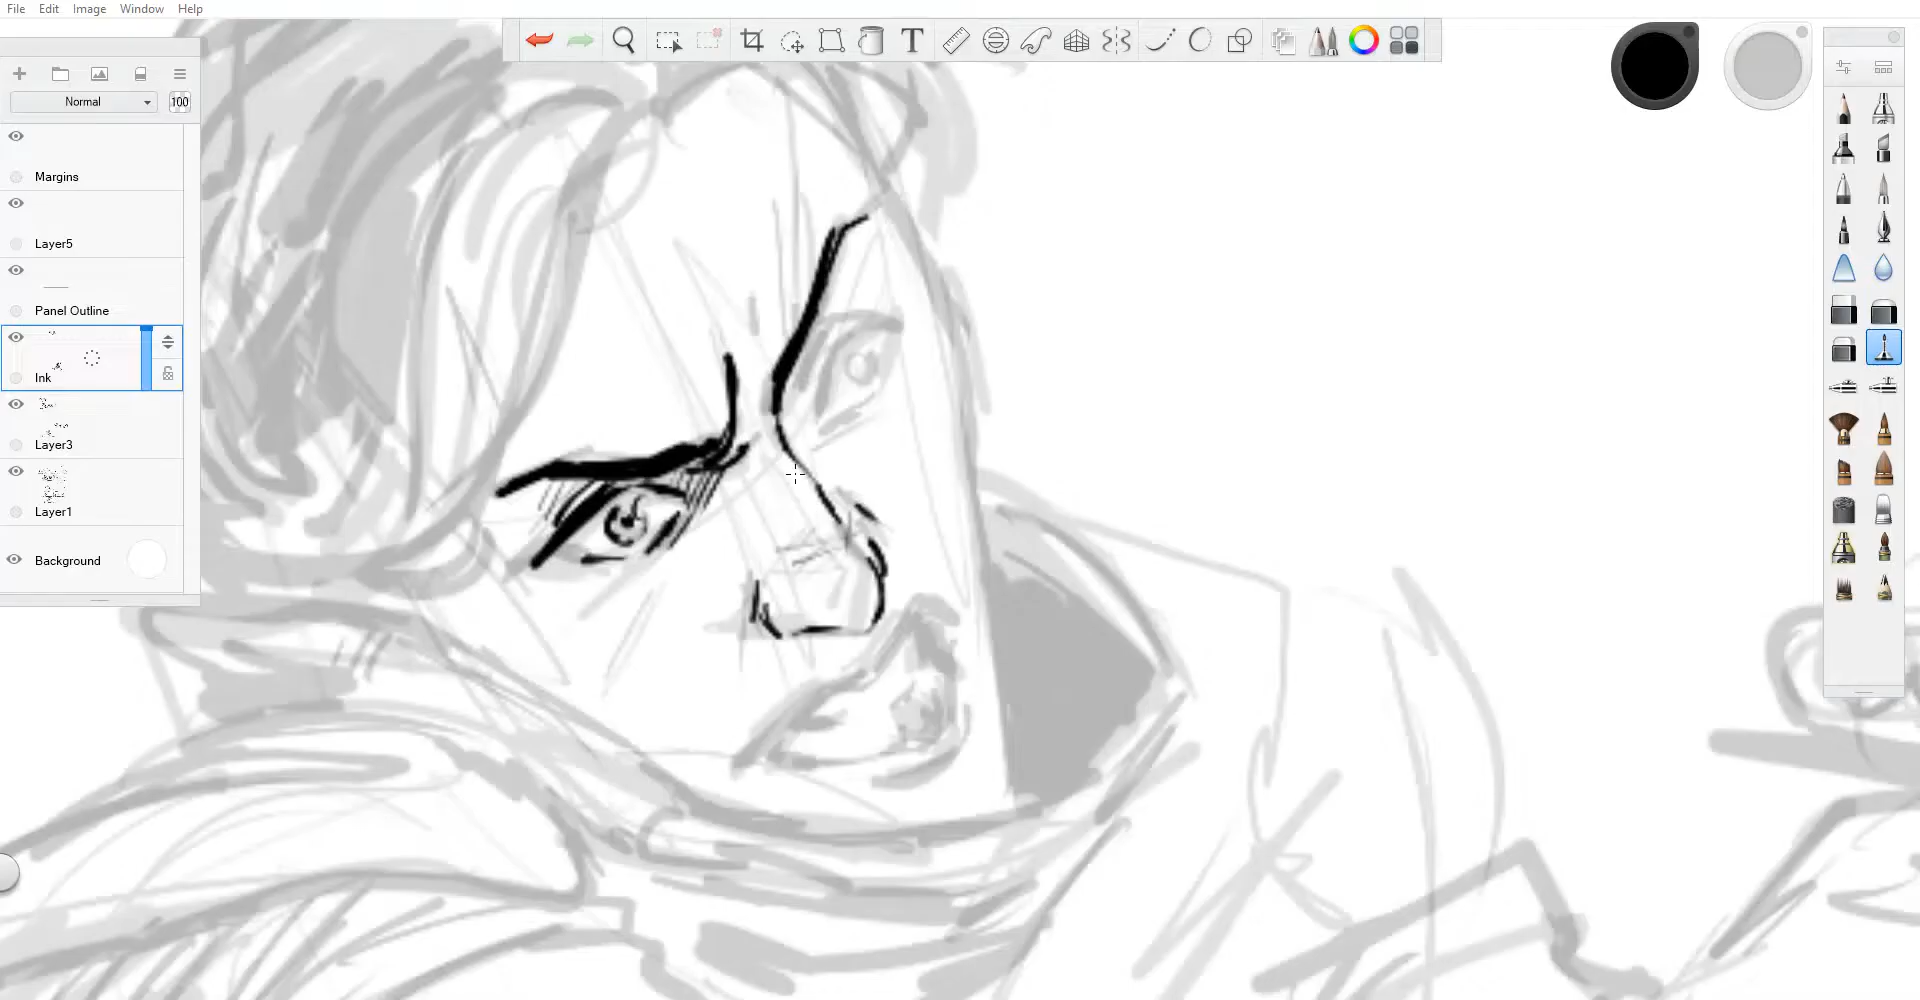 File Edit Image Window Help
Normal 100
Margins
Layer5
Panel Outline
Ink
Layer3
Layer1
Background